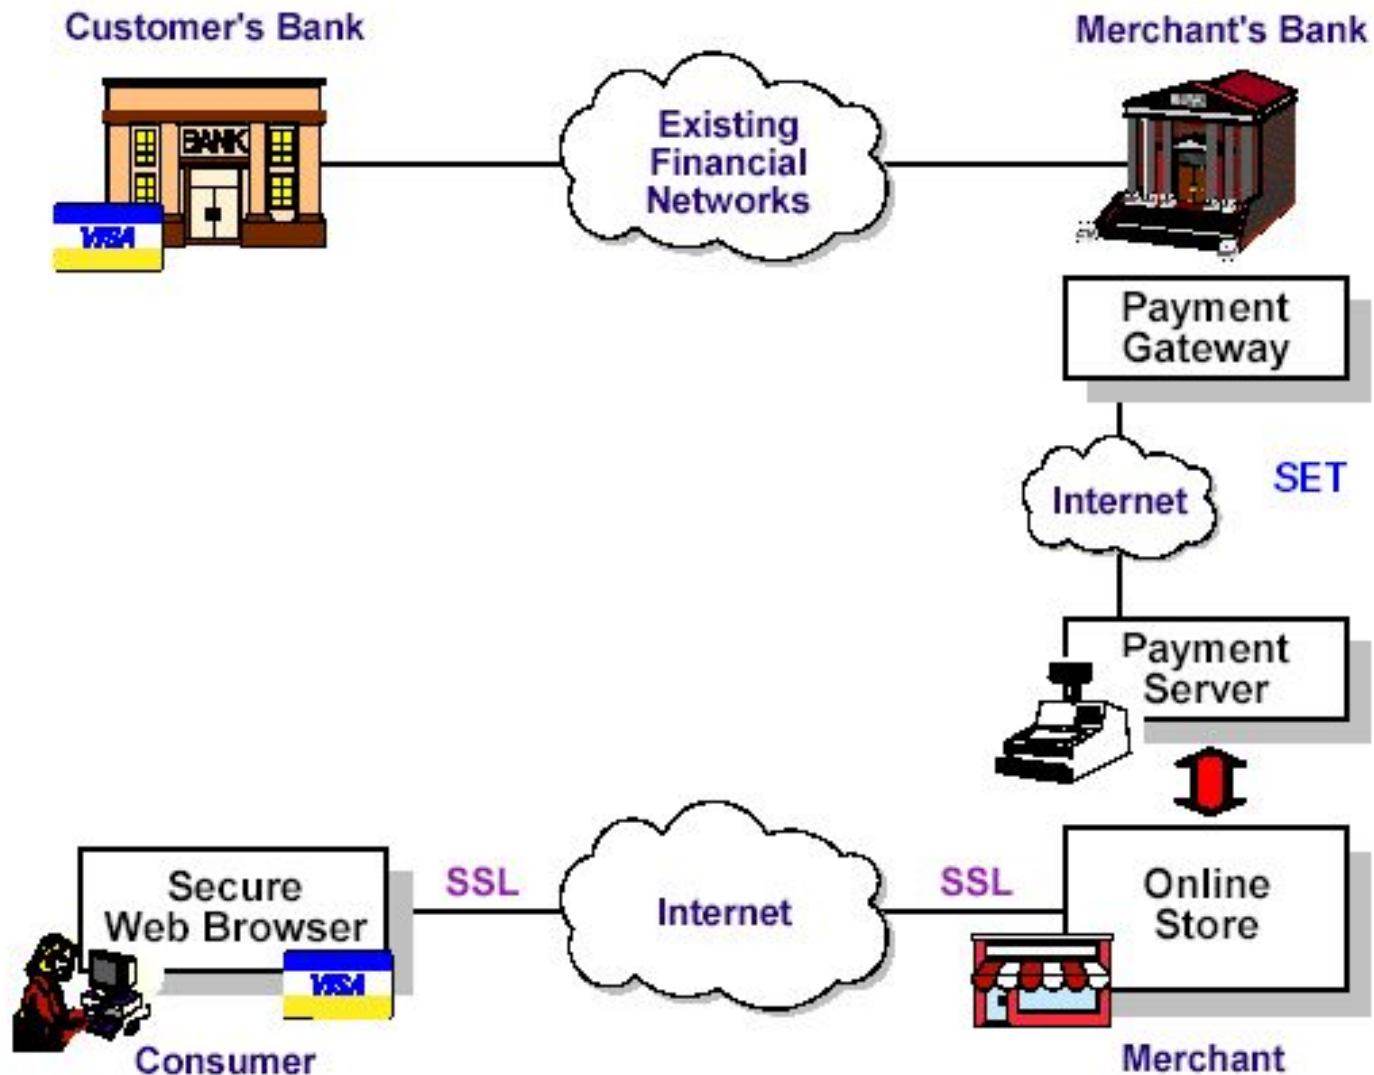 Customer's Bank
Merchant's Bank
BANK
VISA
Existing
Financial
Networks
Payment
Gateway
Internet
SET
Payment
Server
Secure
Web Browser
VISA
SSL
Internet
SSL
Online
Store
Consumer
Merchant